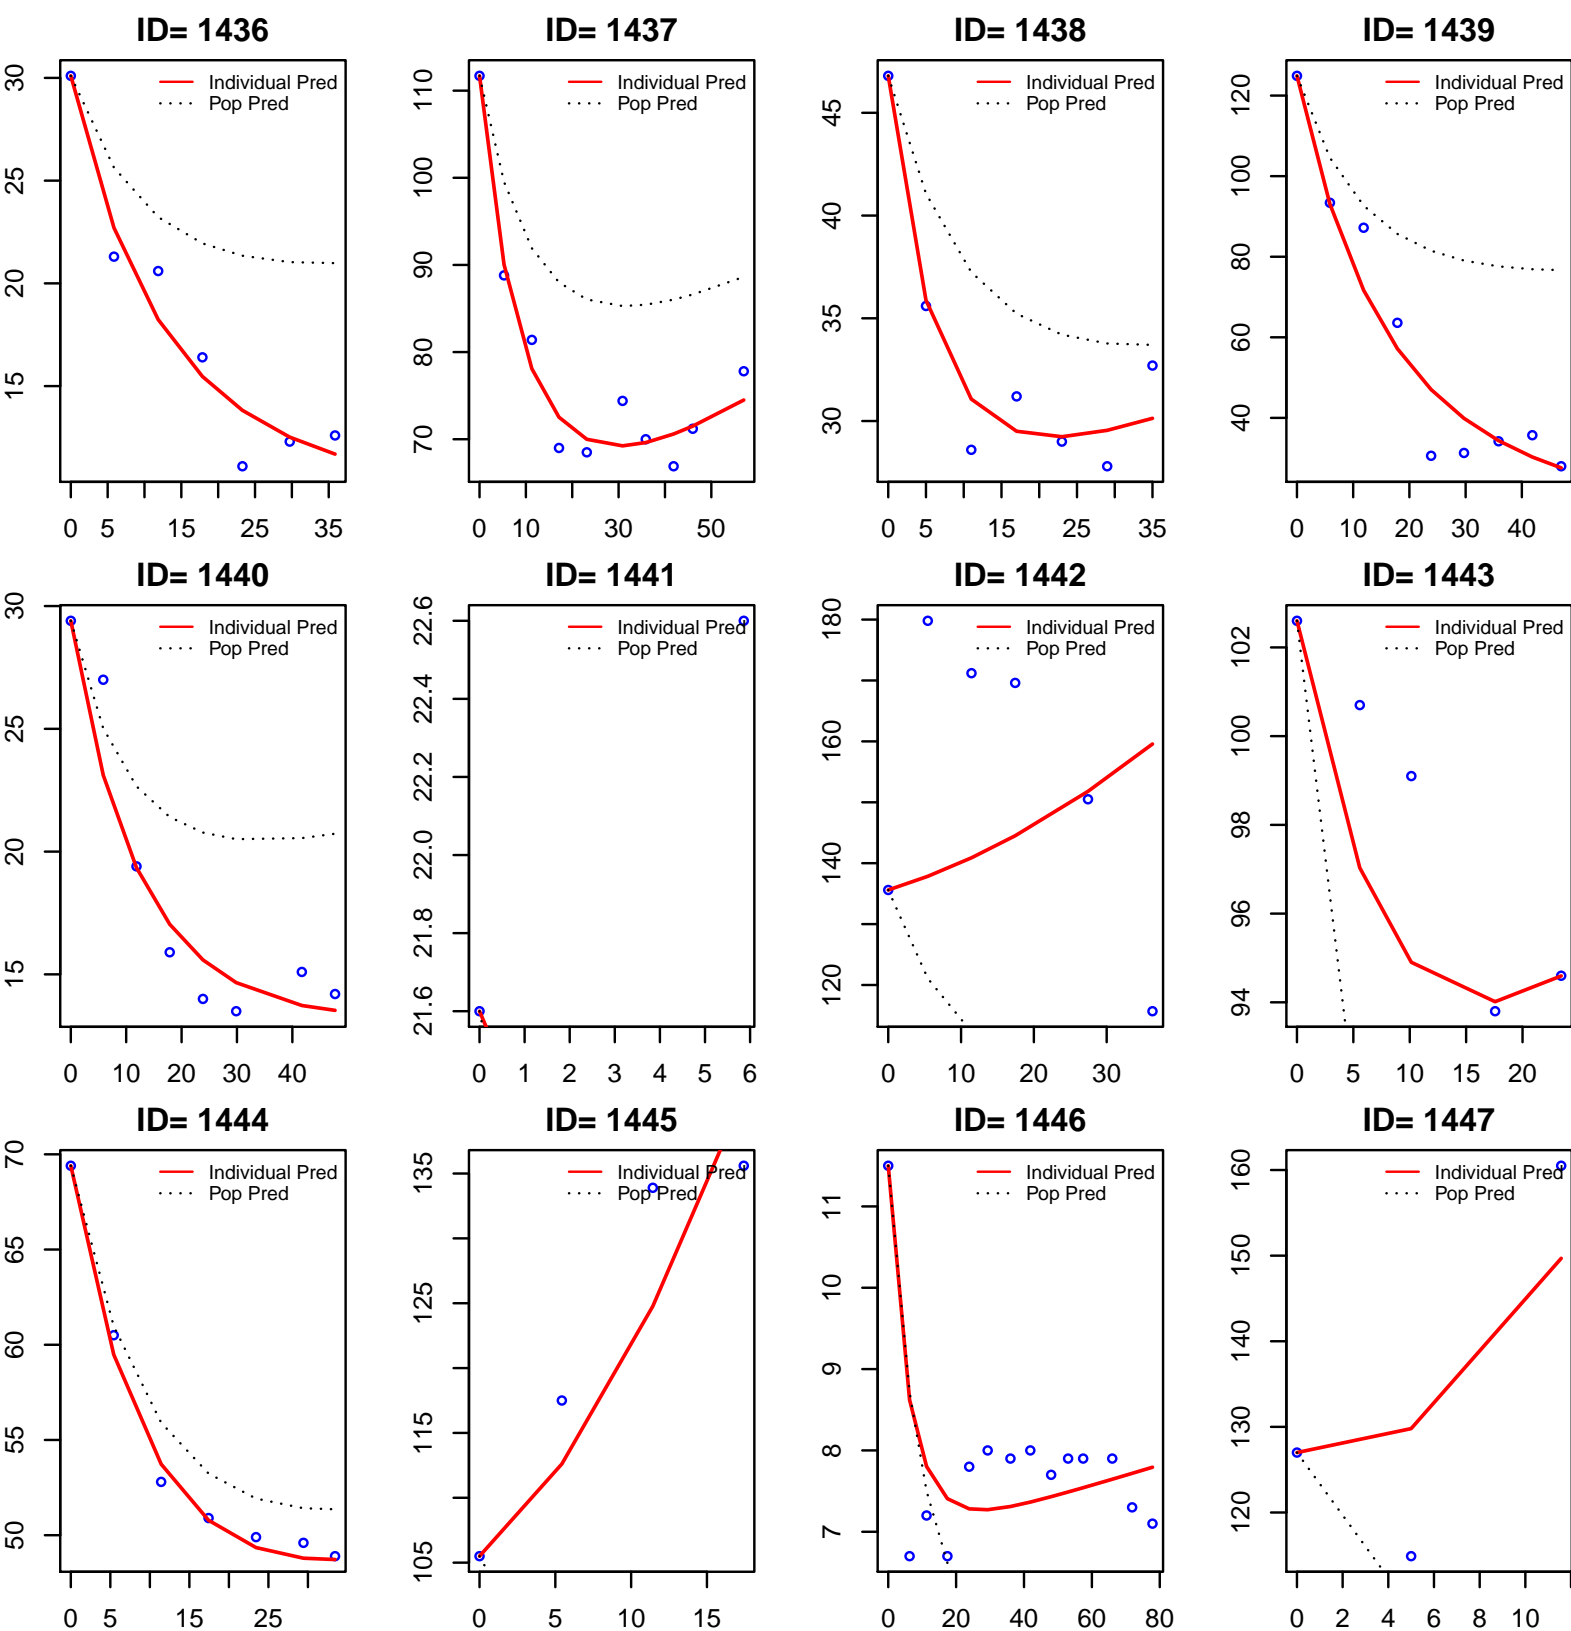 ID= 1436 ID= 1437 ID= 1438 ID= 1439
Individual Pred Individual Pred Individual Pred Individual Pred
Pop Pred Pop Pred Pop Pred Pop Pred
30 110 45 120
25 100 40 100
20 90 35 80
15 80 30 60
70 40
0 5 15 25 35 0 10 30 50 0 5 15 25 35 0 10 20 30 40
ID= 1440 ID= 1441 ID= 1442 ID= 1443
Individual Pred Individual Pred Individual Pred Individual Pred
Pop Pred Pop Pred Pop Pred Pop Pred
30 22.6 180 102
25 22.4 160 100
20 22.2 140 98
15 22.0 120 96
21.8 94
21.6
0 10 20 30 40 0 1 2 3 4 5 6 0 10 20 30 0 5 10 15 20
ID= 1444 ID= 1445 ID= 1446 ID= 1447
Individual Pred Individual Pred Individual Pred Individual Pred
Pop Pred Pop Pred Pop Pred Pop Pred
70 135 11 160
65 125 10 150
60 115 9 140
55 105 8 130
50 7 120
0 5 15 25 0 5 10 15 0 20 40 60 80 0 2 4 6 8 10